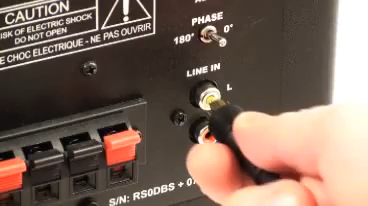 CAUTION
RISK OF ELECTRIC SHOCK
DO NOT OPEN
CHOC ELECTRIQUE - NE PAS OUVRIR
PHASE
180° 0°
LINE IN
L
S/N: RS0DBS + 0